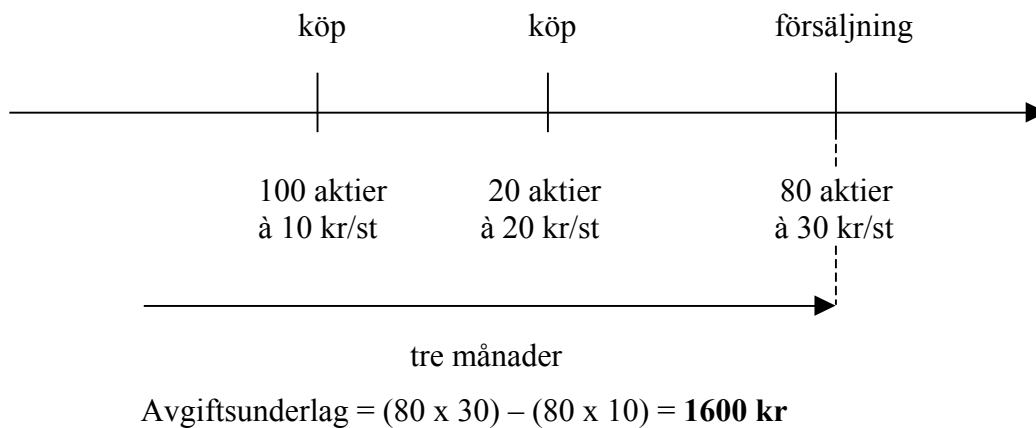 köp köp försäljning
100 aktier 20 aktier 80 aktier
à 10 kr/st à 20 kr/st à 30 kr/st
tre månader
Avgiftsunderlag = (80 x 30) – (80 x 10) = 1600 kr